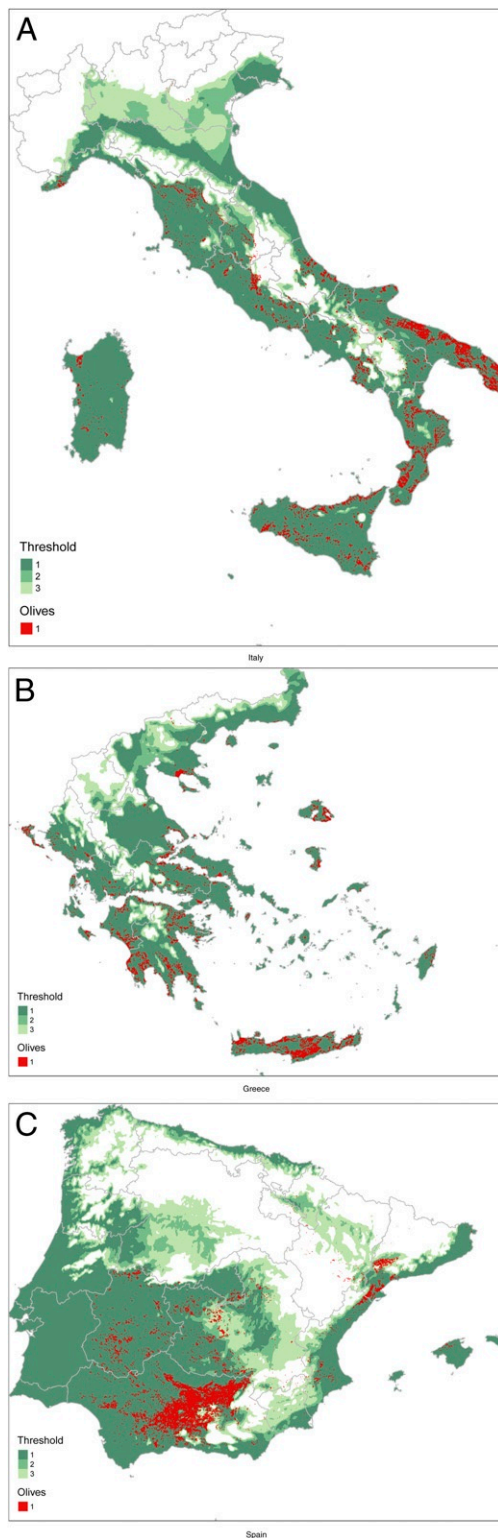 A
Threshold
1
2
3
Olives
1
Italy
B
Threshold
1
2
3
Olives
1
Greece
C
Threshold
1
2
3
Olives
1
Spain